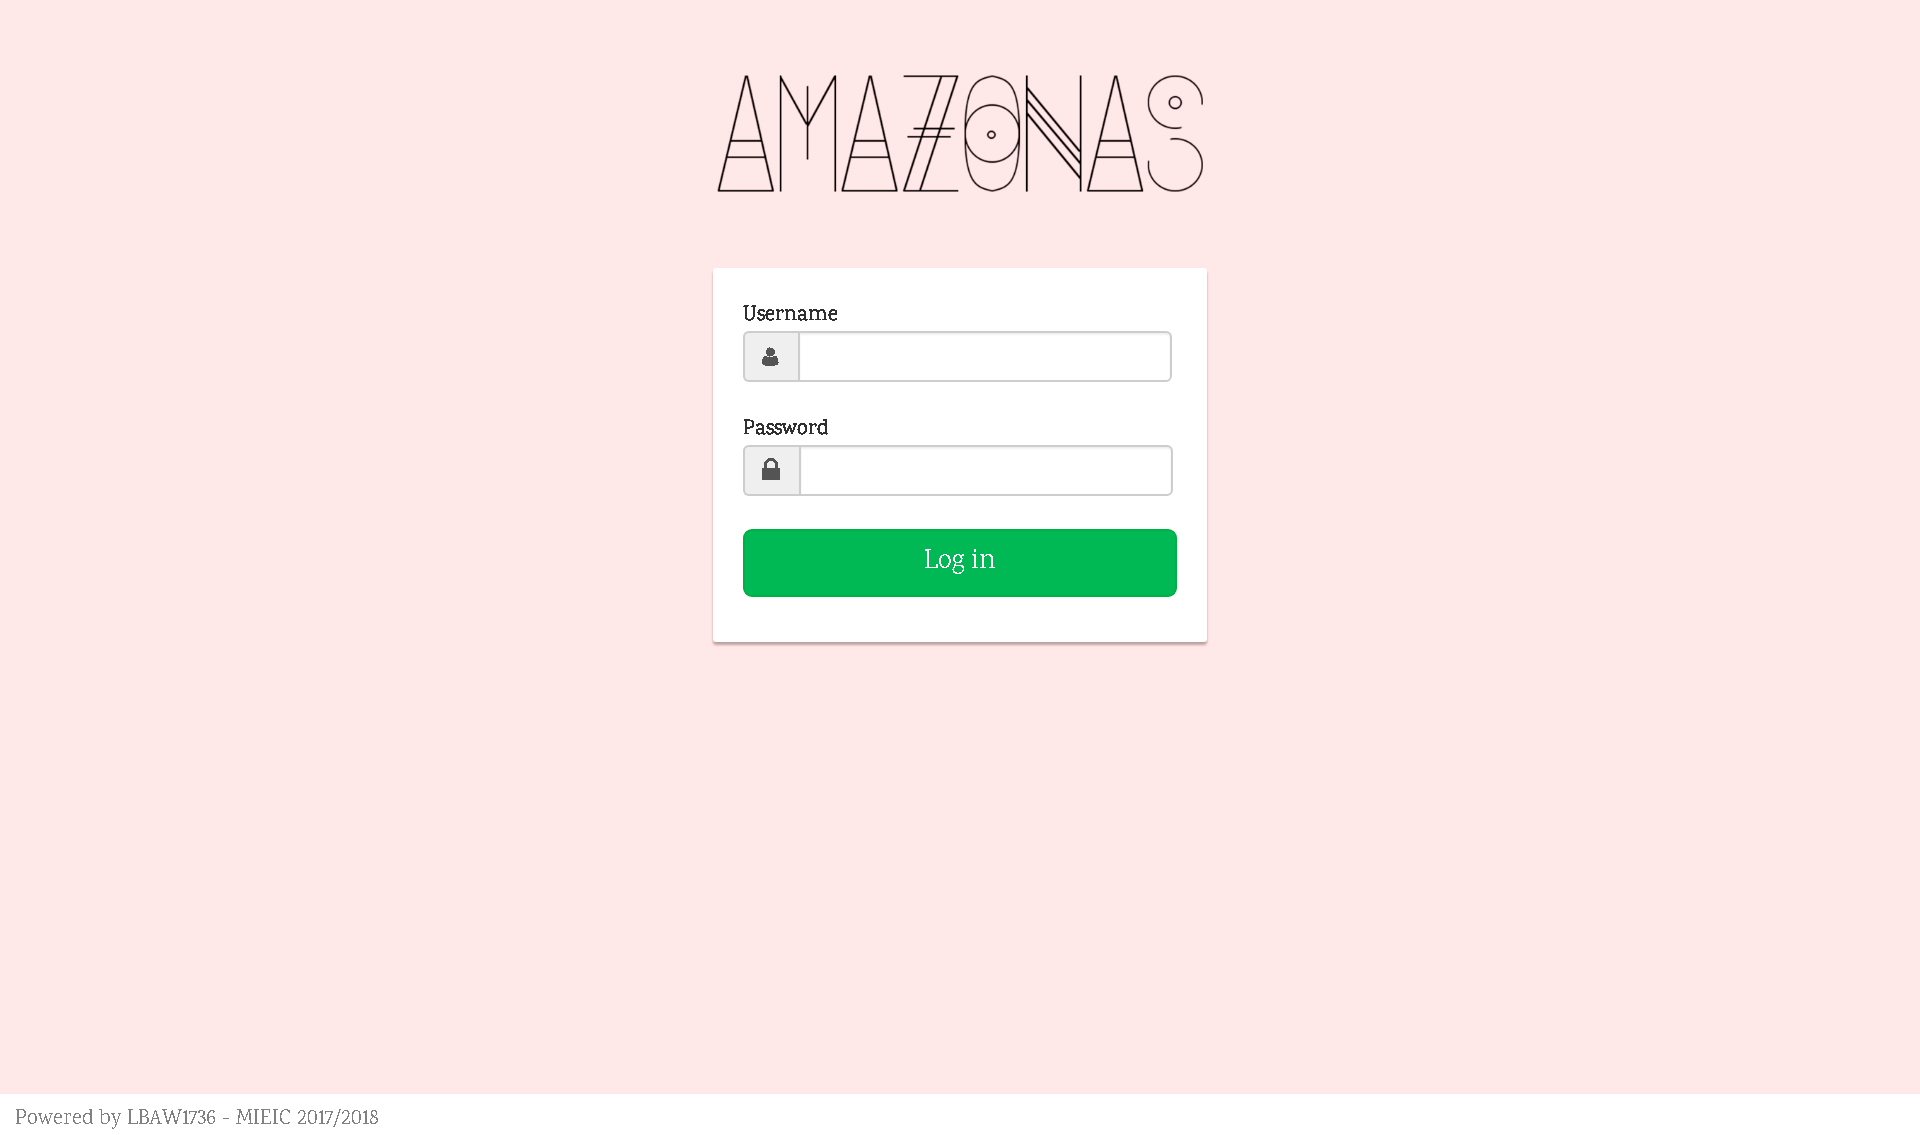 AMAZONAS
Username
Password
Log in
Powered by LBAW1736 - MIEIC 2017/2018